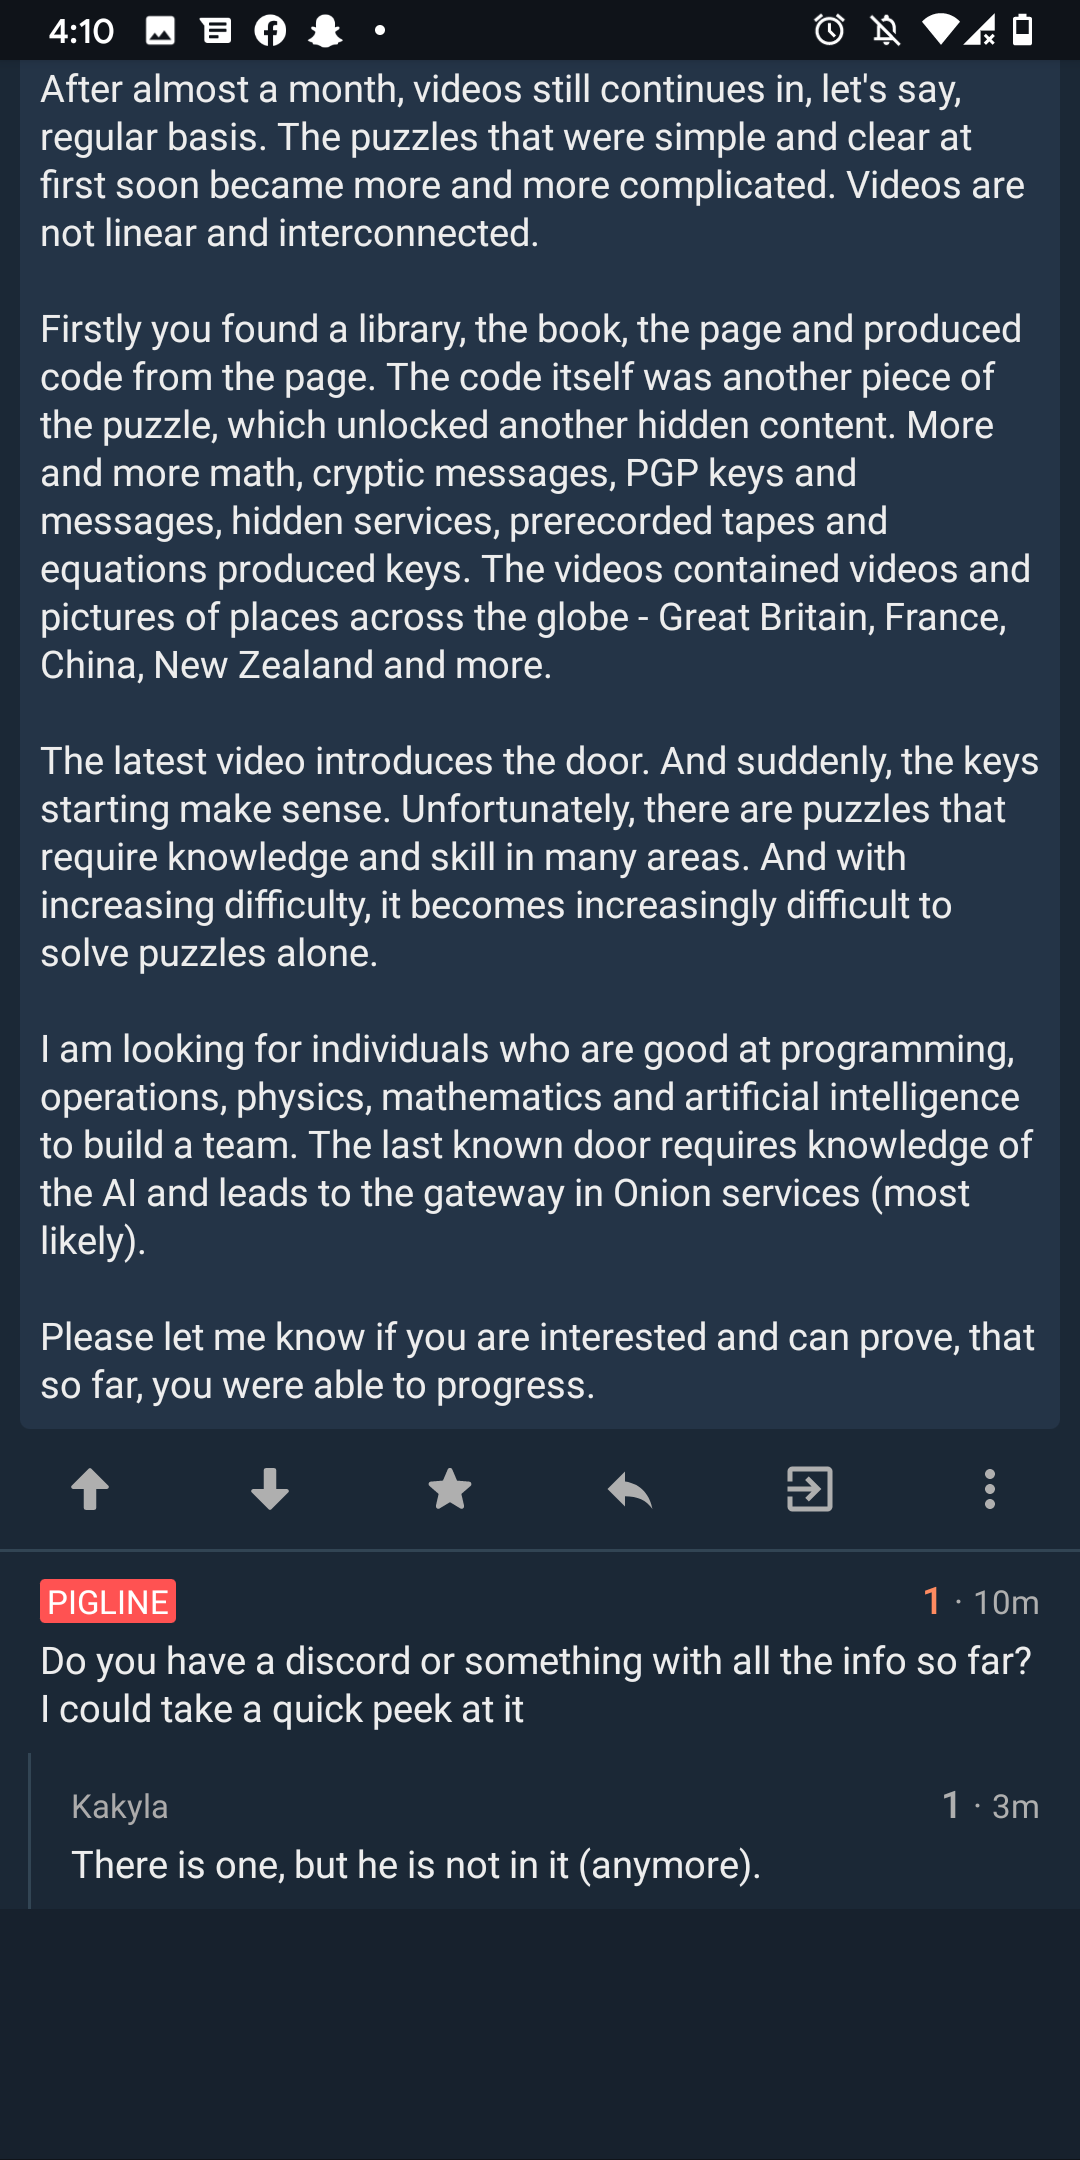 4:10
After almost a month, videos still continues in, let's say,
regular basis. The puzzles that were simple and clear at
first soon became more and more complicated. Videos are
not linear and interconnected.
Firstly you found a library, the book, the page and produced
code from the page. The code itself was another piece of
the puzzle, which unlocked another hidden content. More
and more math, cryptic messages, PGP keys and
messages, hidden services, prerecorded tapes and
equations produced keys. The videos contained videos and
pictures of places across the globe - Great Britain, France,
China, New Zealand and more.
The latest video introduces the door. And suddenly, the keys
starting make sense. Unfortunately, there are puzzles that
require knowledge and skill in many areas. And with
increasing difficulty, it becomes increasingly difficult to
solve puzzles alone.
I am looking for individuals who are good at programming,
operations, physics, mathematics and artificial intelligence
to build a team. The last known door requires knowledge of
the AI and leads to the gateway in Onion services (most
likely).
Please let me know if you are interested and can prove, that
so far, you were able to progress.
PIGLINE 1 · 10m
Do you have a discord or something with all the info so far?
I could take a quick peek at it
Kakyla 1 · 3m
There is one, but he is not in it (anymore).